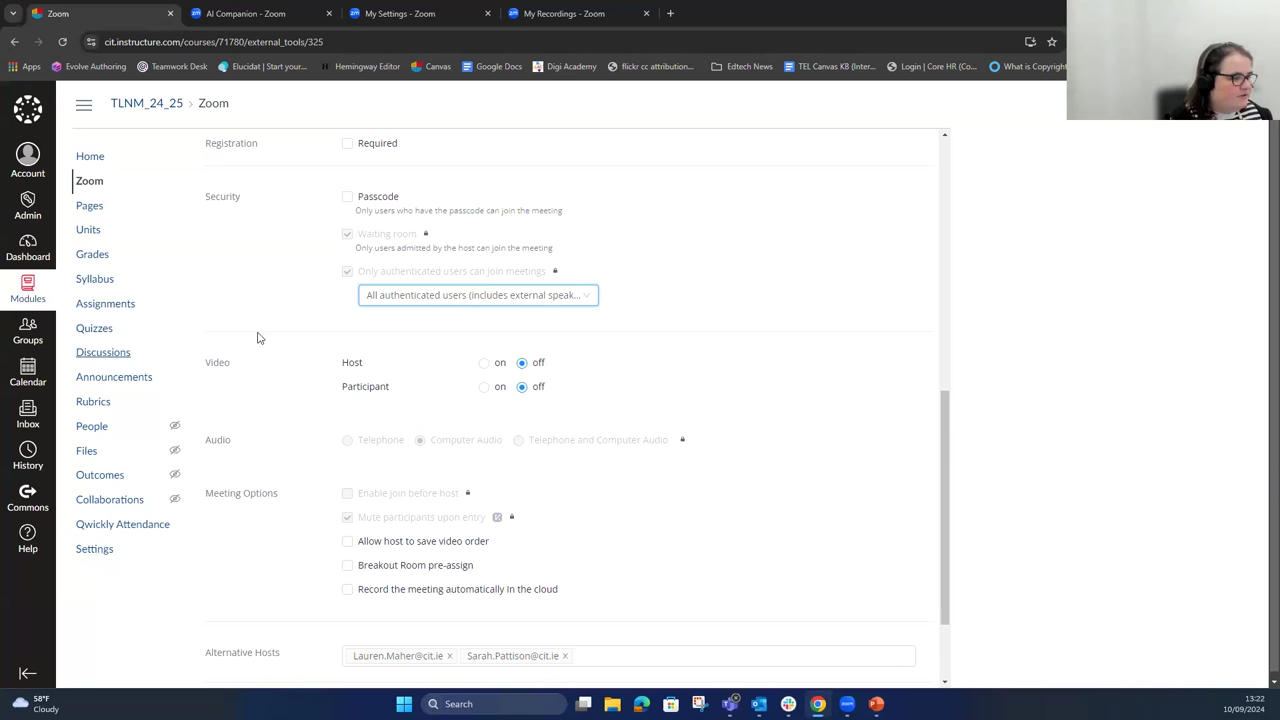 Zoom
AI Companion
My Settings - Zoom
My Recordings - Zoom
cit.instructure.com/courses/71780/external_tools/325
Apps
Evolve Authoring
Teamwork Desk
Elucidat | Start your...
Hemingway Editor
Canvas
Google Docs
Digi Academy
flickr cc attributio...
Edtech News
TEL Canvas KB (Inter...
Login | Core HR (Co...
What is Copyright
TLNM_24_25 › Zoom
Account
Admin
Dashboard
Modules
Groups
Calendar
Inbox
History
Commons
Help
Home
Zoom
Pages
Units
Grades
Syllabus
Assignments
Quizzes
Discussions
Announcements
Rubrics
People
Files
Outcomes
Collaborations
Qwickly Attendance
Settings
Registration
Required
Security
Passcode
Only users who have the passcode can join the meeting
Waiting room
Only users admitted by the host can join the meeting
Only authenticated users can join meetings
All authenticated users (includes external speak...
Video
Host on off
Participant on off
Audio
Telephone Computer Audio Telephone and Computer Audio
Meeting Options
Enable join before host
Mute participants upon entry
Allow host to save video order
Breakout Room pre-assign
Record the meeting automatically In the cloud
Alternative Hosts
Lauren.Maher@cit.ie × Sarah.Pattison@cit.ie ×
58°F
Cloudy
Search
13:22
10/09/2024